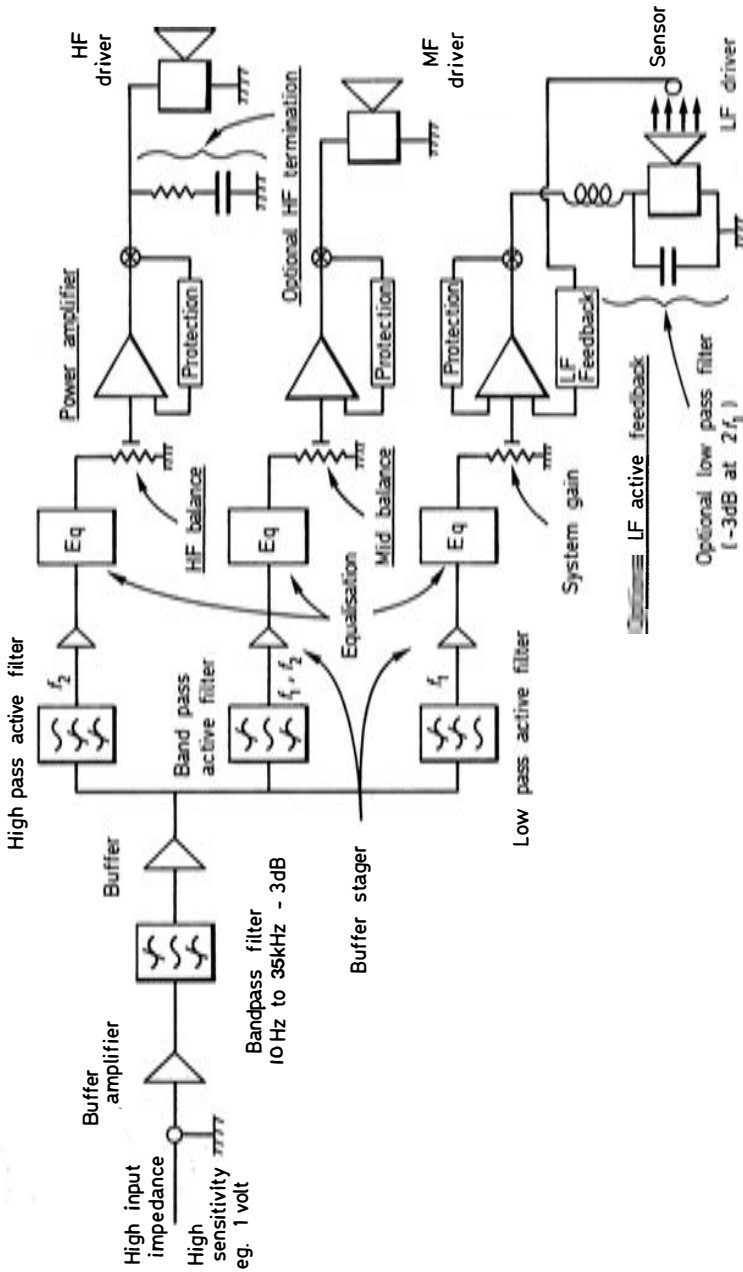 High input
impedance
High
sensitivity
eg. 1 volt
Buffer
amplifier
Bandpass filter
10Hz to 35kHz - 3dB
Buffer
High pass active filter
f2
Band pass
active filter
f1, f2
Low pass active filter
f1
Buffer stager
Equalisation
Eq
Eq
Eq
HF balance
Mid balance
System gain
Power amplifier
Protection
Protection
Protection
LF
Feedback
Optional HF termination
HF
driver
MF
driver
Sensor
LF driver
LF active feedback
Optional low pass filter
(-3dB at 2f1)